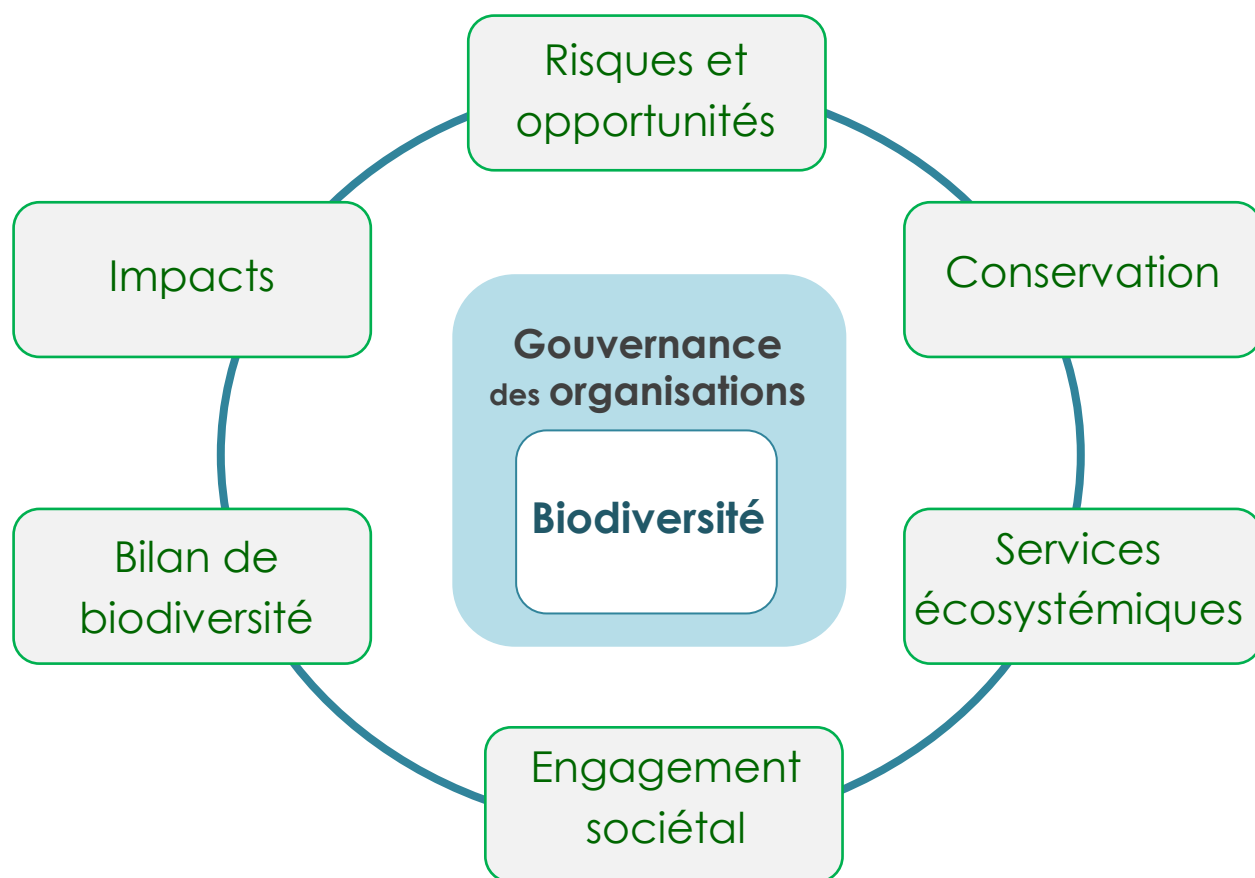 Risques et
opportunités
Impacts
Conservation
Gouvernance
des organisations
Biodiversité
Bilan de
biodiversité
Services
écosystémiques
Engagement
sociétal